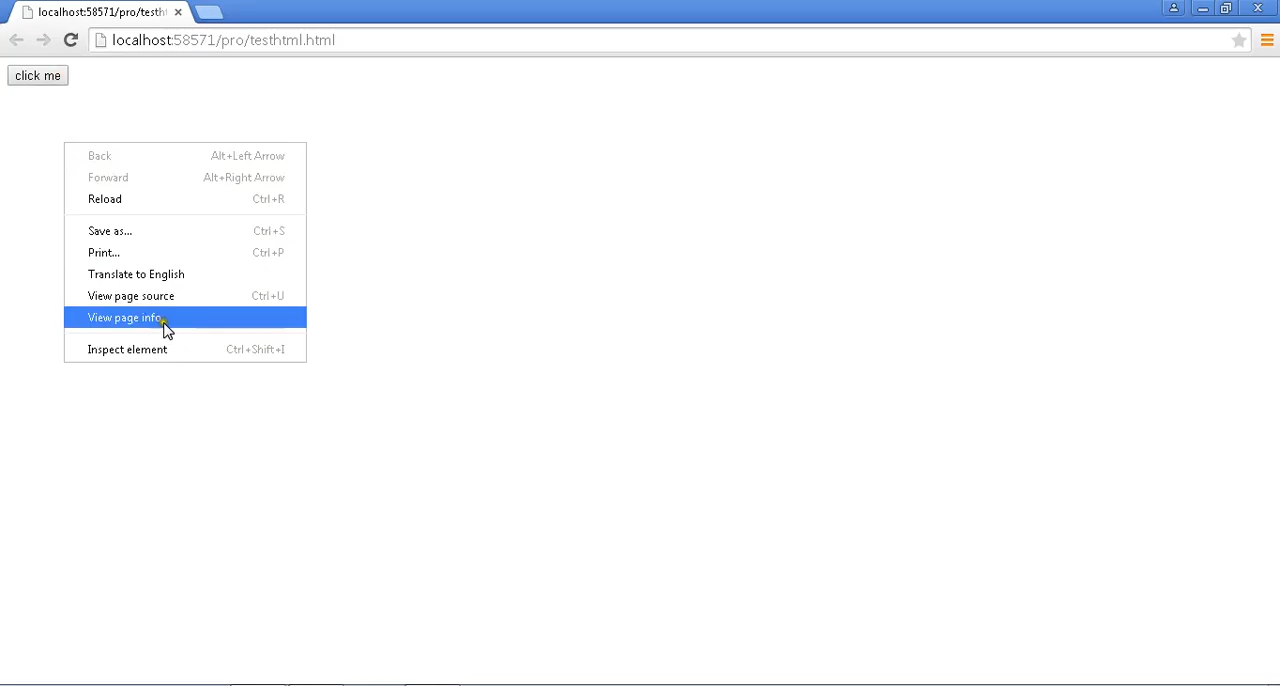 localhost:58571/pro/testh
localhost:58571/pro/testhtml.html
click me
Back Alt+Left Arrow
Forward Alt+Right Arrow
Reload Ctrl+R
Save as... Ctrl+S
Print... Ctrl+P
Translate to English
View page source Ctrl+U
View page info
Inspect element Ctrl+Shift+I